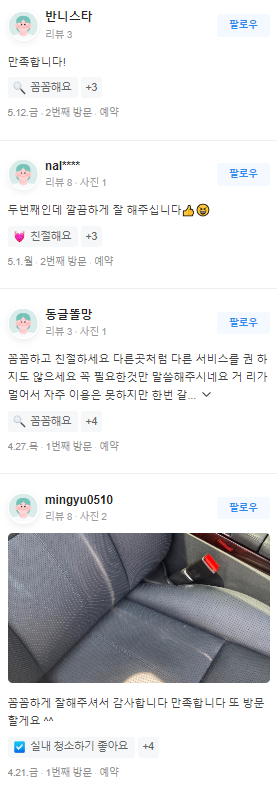 반니스타
리뷰 3
팔로우
만족합니다!
꼼꼼해요 +3
5.12.금 · 2번째 방문 · 예약
nal****
리뷰 8 · 사진 1
팔로우
두번째인데 깔끔하게 잘 해주십니다
친절해요 +3
5.1.월 · 2번째 방문 · 예약
동글똘망
리뷰 3 · 사진 1
팔로우
꼼꼼하고 친절하세요 다른곳처럼 다른 서비스를 권 하
지도 않으세요 꼭 필요한것만 말씀해주시네요 거 리가
멀어서 자주 이용은 못하지만 한번 갈...
꼼꼼해요 +4
4.27.목 · 1번째 방문 · 예약
mingyu0510
리뷰 8 · 사진 2
팔로우
꼼꼼하게 잘해주셔서 감사합니다 만족합니다 또 방문
할게요 ^^
실내 청소하기 좋아요 +4
4.21.금 · 1번째 방문 · 예약